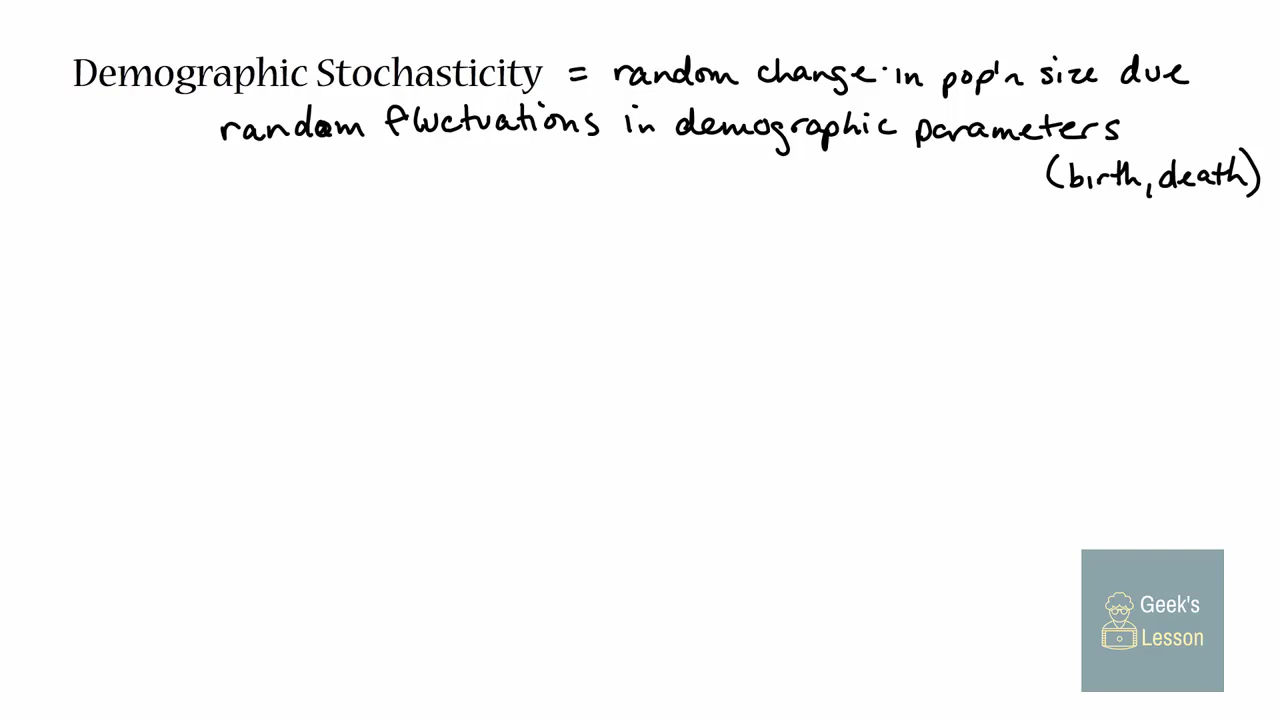 Demographic Stochasticity = random change in pop'n size due
random fluctuations in demographic parameters
(birth, death)
Geek's
Lesson